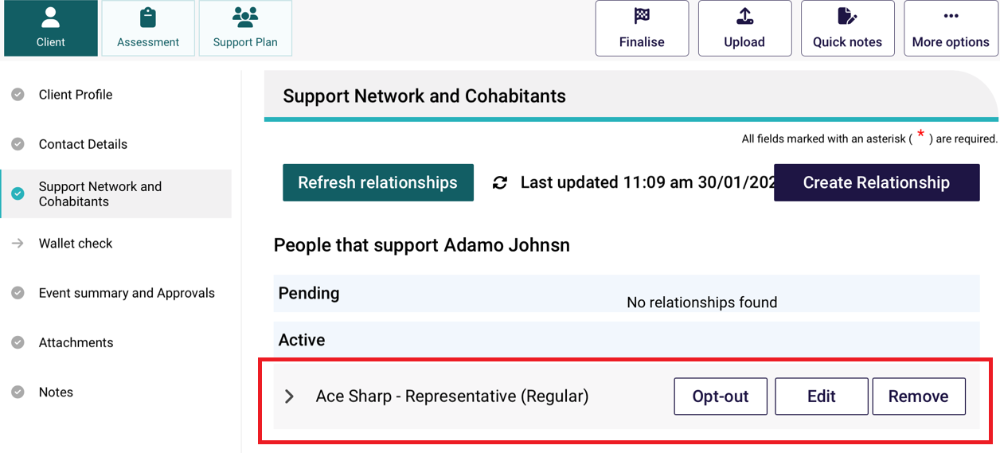 Client
Assessment
Support Plan
Finalise
Upload
Quick notes
More options
Client Profile
Contact Details
Support Network and
Cohabitants
Wallet check
Event summary and Approvals
Attachments
Notes
Support Network and Cohabitants
All fields marked with an asterisk ( * ) are required.
Refresh relationships
Last updated 11:09 am 30/01/202
Create Relationship
People that support Adamo Johnsn
Pending
No relationships found
Active
Ace Sharp - Representative (Regular)
Opt-out
Edit
Remove